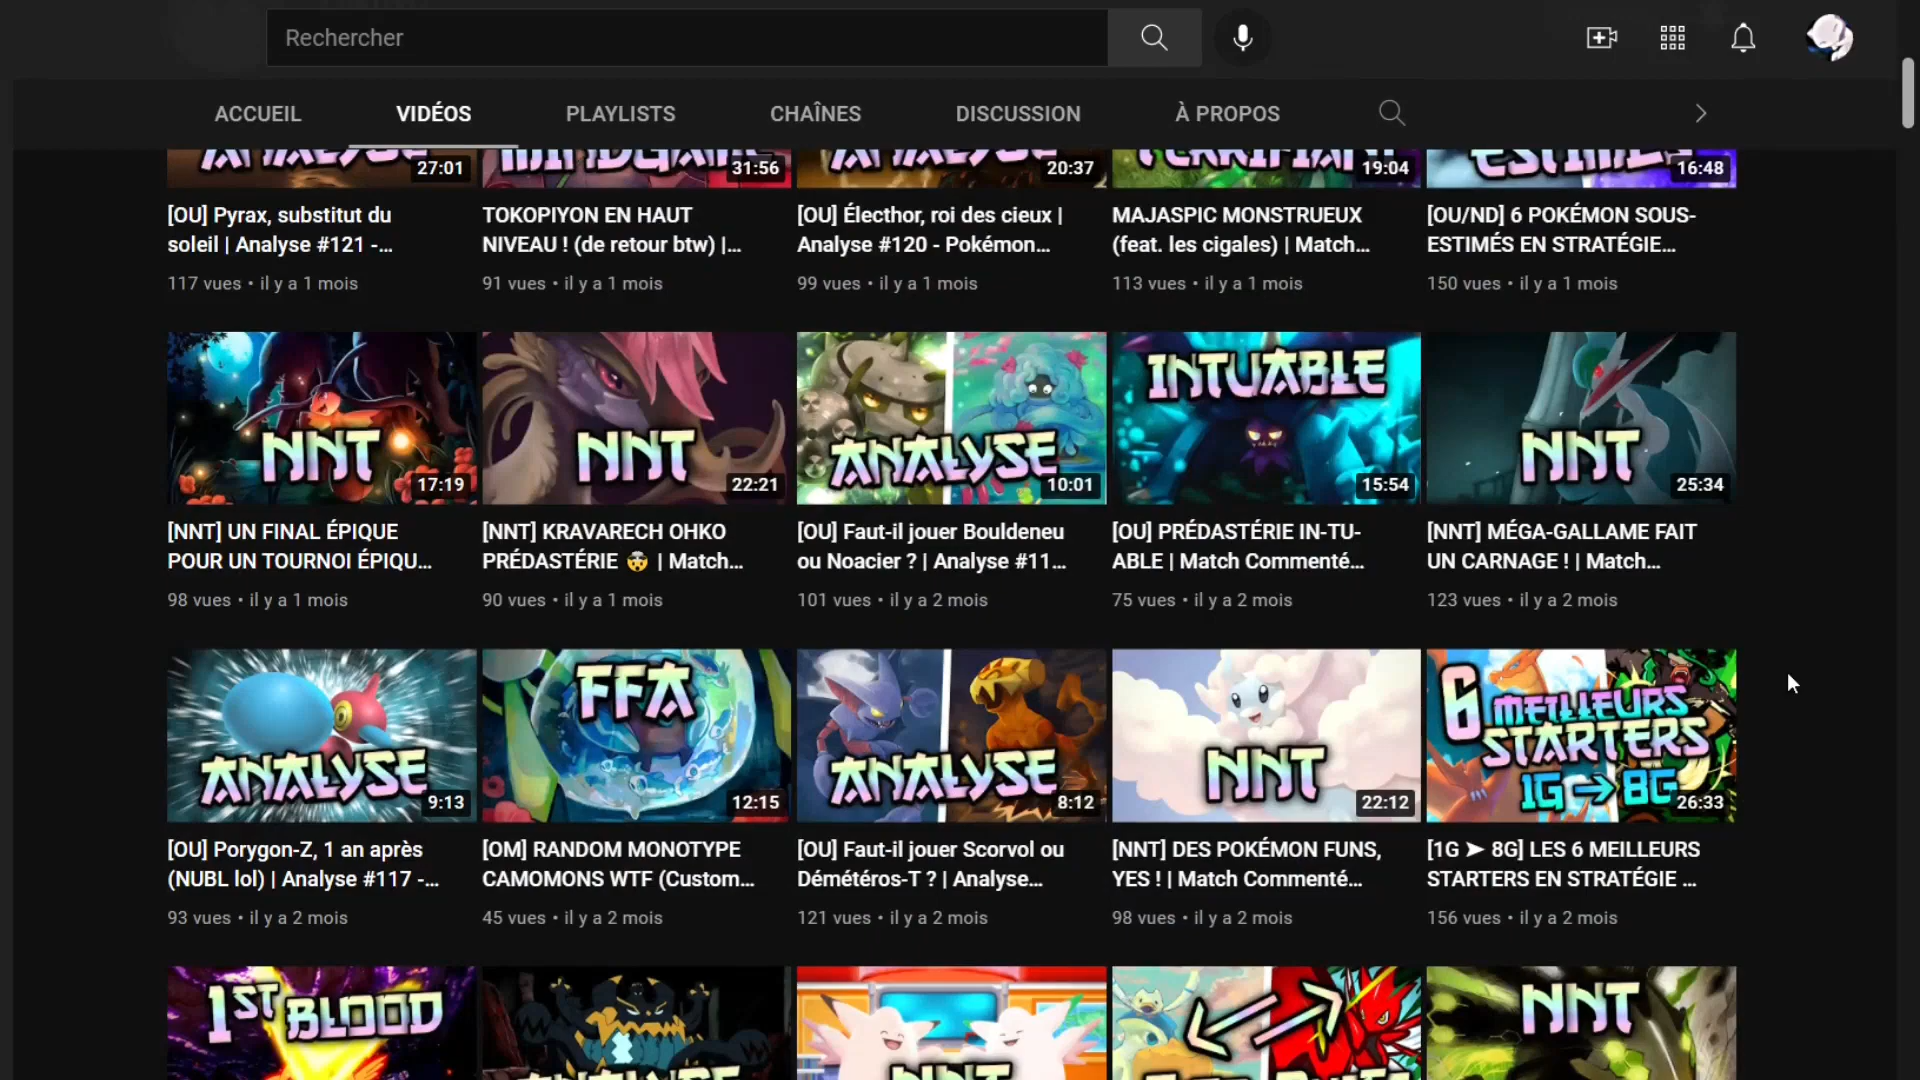 Rechercher
ACCUEIL VIDÉOS PLAYLISTS CHAÎNES DISCUSSION À PROPOS
27:01 31:56 20:37 19:04 16:48
[OU] Pyrax, substitut du
soleil | Analyse #121 -...
117 vues • il y a 1 mois
TOKOPIYON EN HAUT
NIVEAU ! (de retour btw) |...
91 vues • il y a 1 mois
[OU] Électhor, roi des cieux |
Analyse #120 - Pokémon...
99 vues • il y a 1 mois
MAJASPIC MONSTRUEUX
(feat. les cigales) | Match...
113 vues • il y a 1 mois
[OU/ND] 6 POKÉMON SOUS-
ESTIMÉS EN STRATÉGIE...
150 vues • il y a 1 mois
NNT
17:19
[NNT] UN FINAL ÉPIQUE
POUR UN TOURNOI ÉPIQU...
98 vues • il y a 1 mois
NNT
22:21
[NNT] KRAVARECH OHKO
PRÉDASTÉRIE 🤯 | Match...
90 vues • il y a 1 mois
ANALYSE
10:01
[OU] Faut-il jouer Bouldeneu
ou Noacier ? | Analyse #11...
101 vues • il y a 2 mois
INTUABLE
15:54
[OU] PRÉDASTÉRIE IN-TU-
ABLE | Match Commenté...
75 vues • il y a 2 mois
NNT
25:34
[NNT] MÉGA-GALLAME FAIT
UN CARNAGE ! | Match...
123 vues • il y a 2 mois
ANALYSE
9:13
[OU] Porygon-Z, 1 an après
(NUBL lol) | Analyse #117 -...
93 vues • il y a 2 mois
FFA
12:15
[OM] RANDOM MONOTYPE
CAMOMONS WTF (Custom...
45 vues • il y a 2 mois
ANALYSE
8:12
[OU] Faut-il jouer Scorvol ou
Démétéros-T ? | Analyse...
121 vues • il y a 2 mois
NNT
22:12
[NNT] DES POKÉMON FUNS,
YES ! | Match Commenté...
98 vues • il y a 2 mois
6 MEILLEURS
STARTERS
1G → 8G
26:33
[1G ➤ 8G] LES 6 MEILLEURS
STARTERS EN STRATÉGIE ...
156 vues • il y a 2 mois
1ST BLOOD
ANALYSE
NNT
NNT